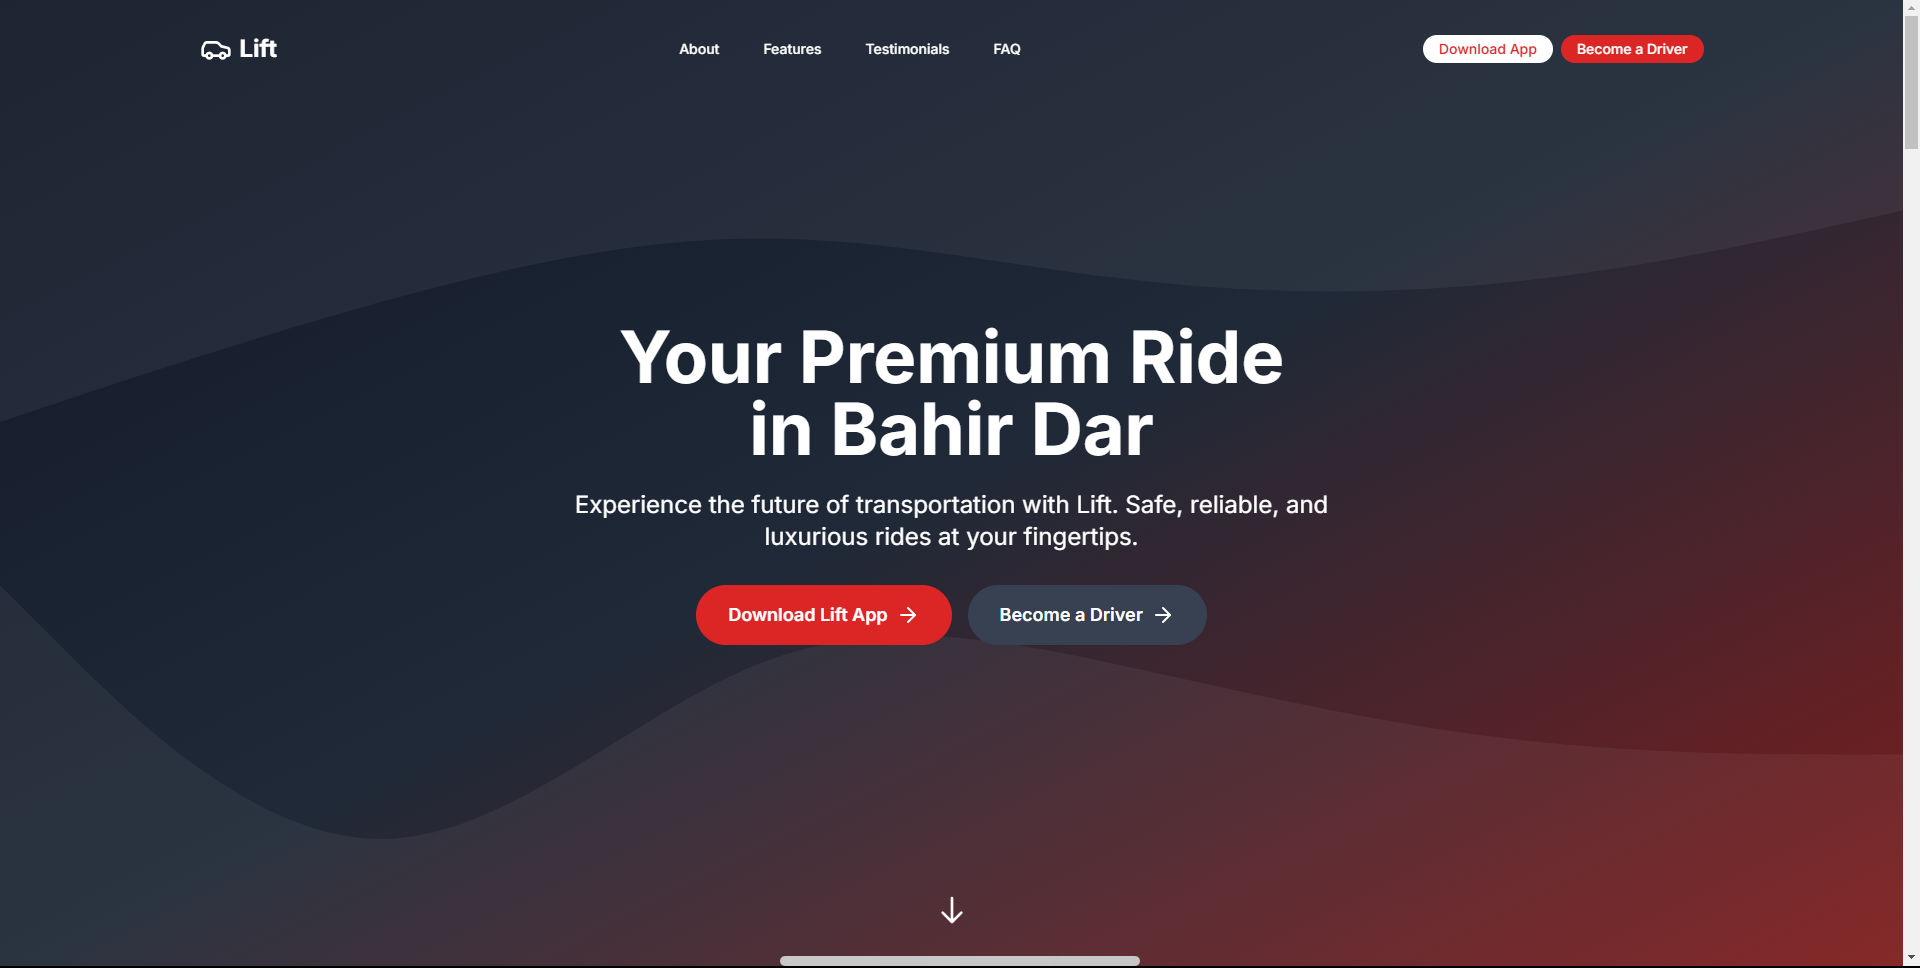 Lift
About
Features
Testimonials
FAQ
Download App
Become a Driver
Your Premium Ride
in Bahir Dar
Experience the future of transportation with Lift. Safe, reliable, and
luxurious rides at your fingertips.
Download Lift App
Become a Driver